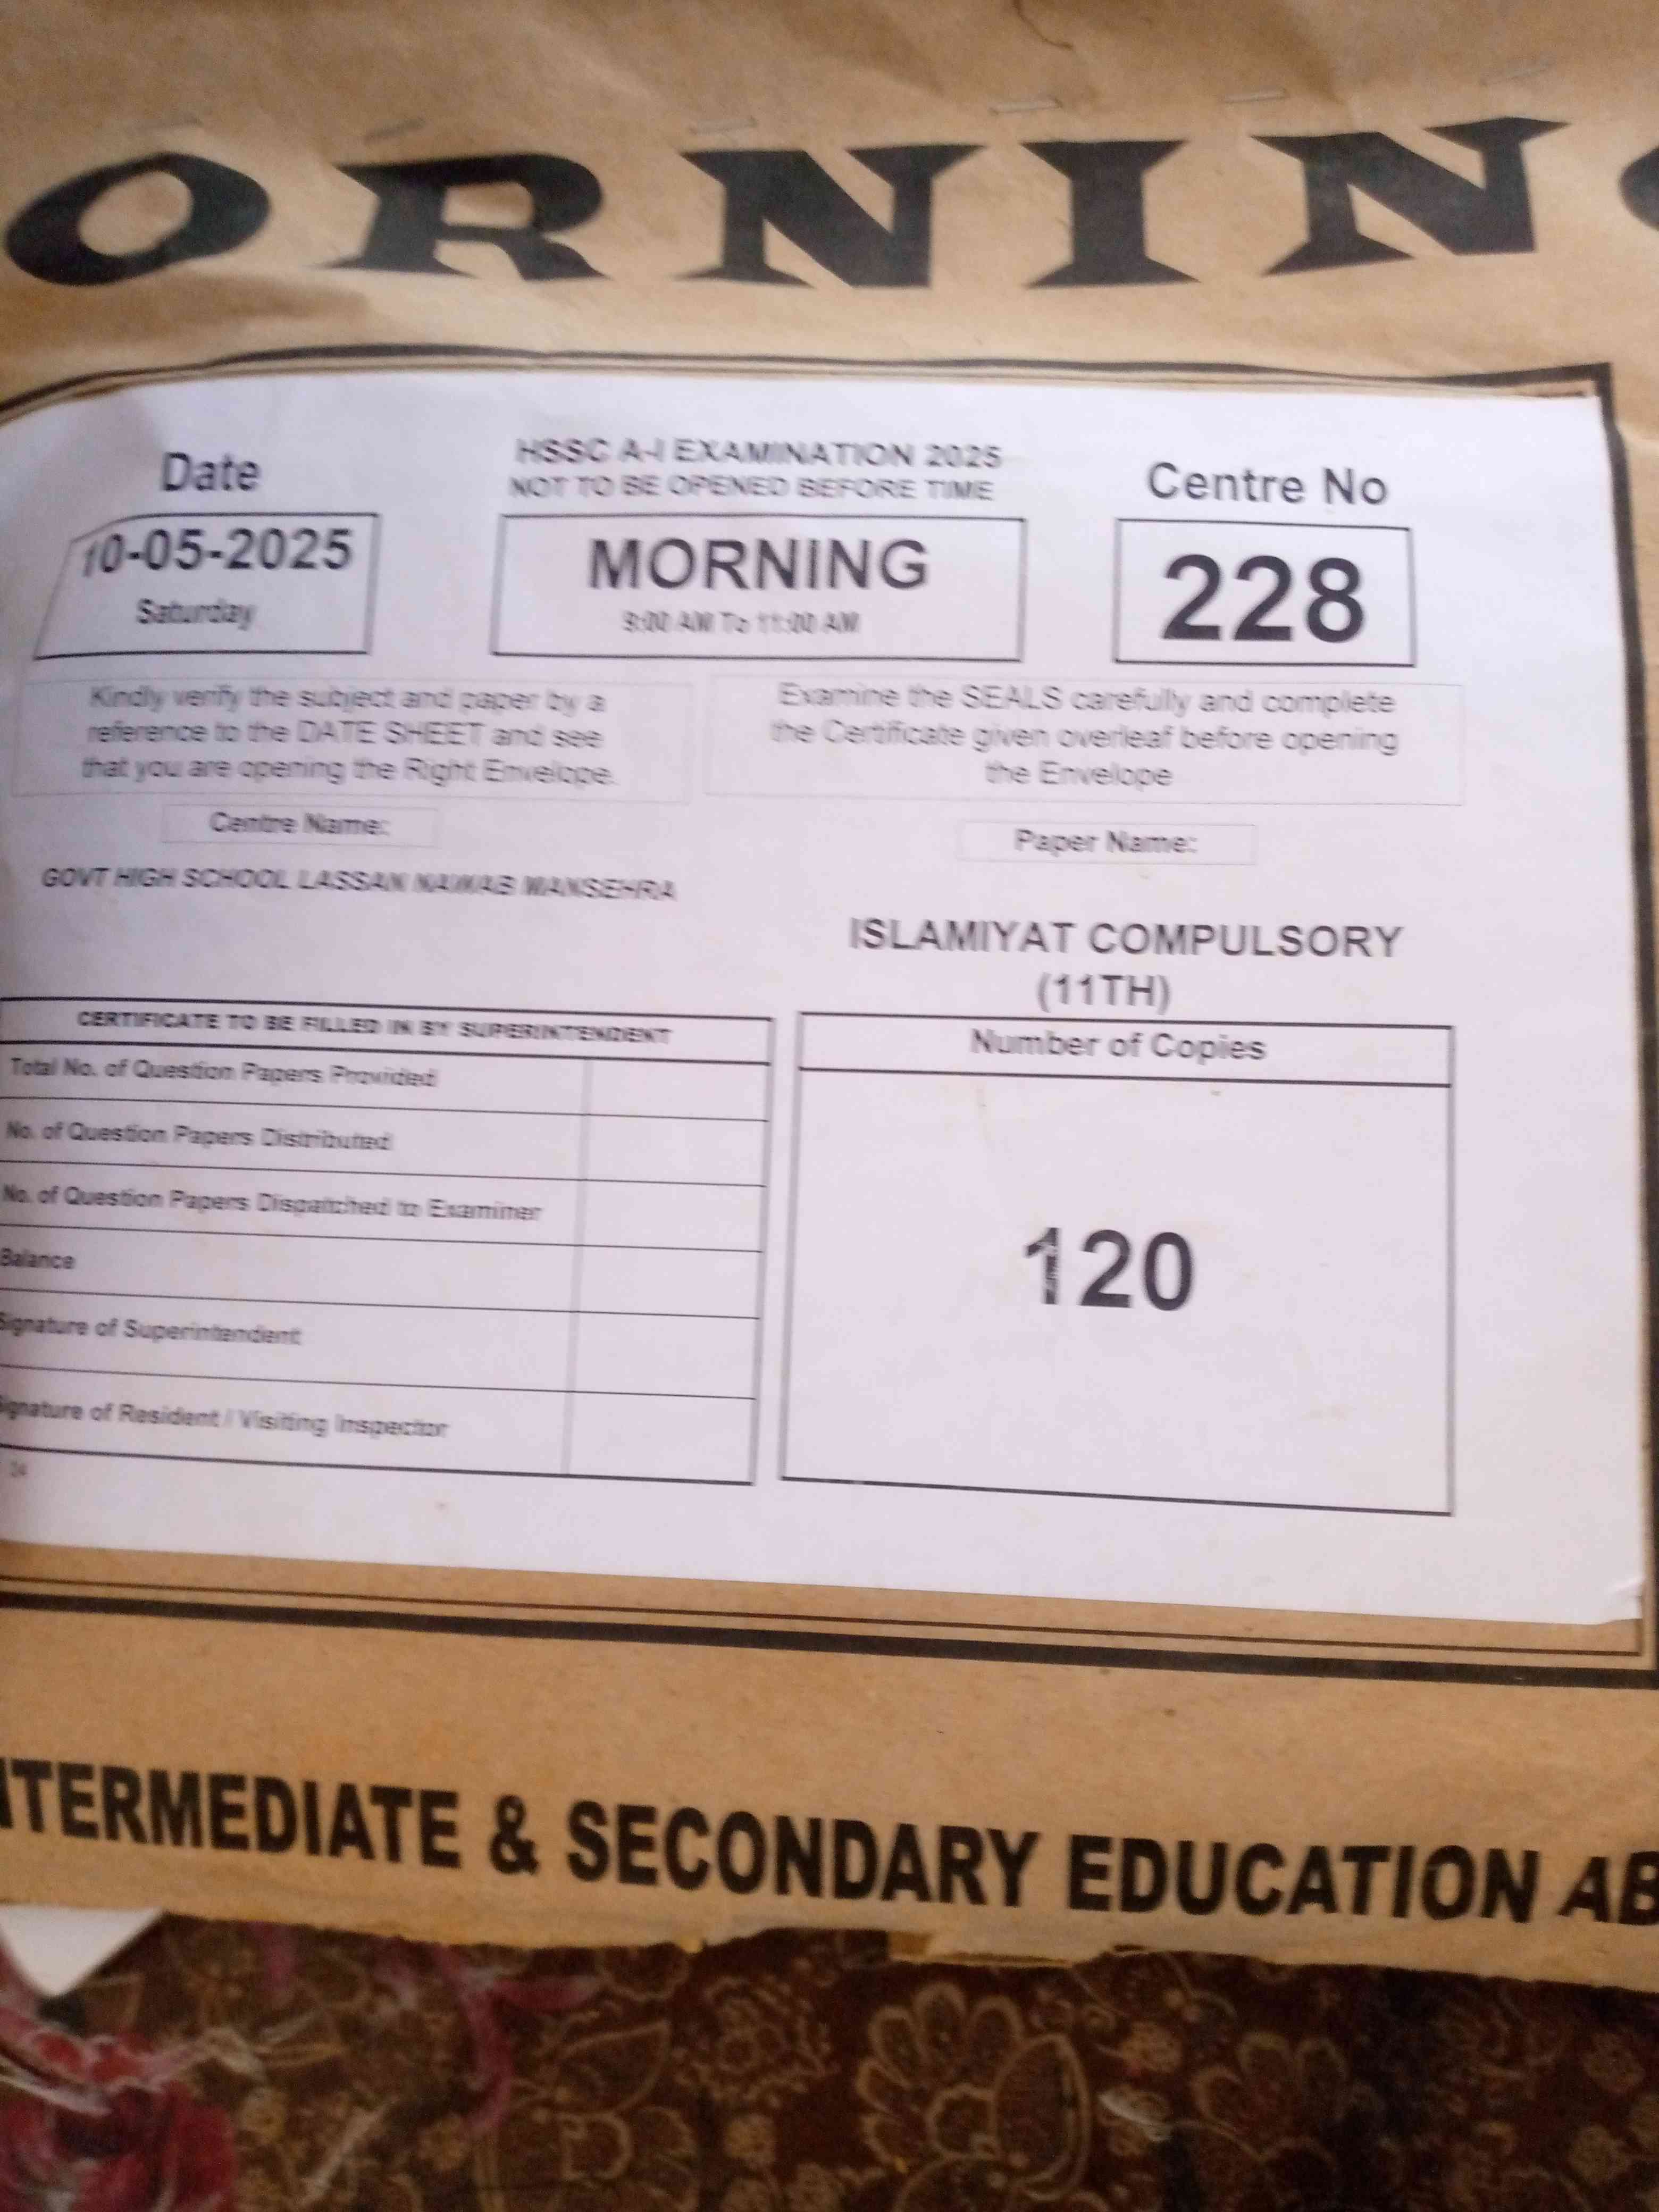 ORNING
Date
HSSC A-I EXAMINATION 2025
NOT TO BE OPENED BEFORE TIME
Centre No
10-05-2025
Saturday
MORNING
9:00 AM To 11:00 AM
228
Kindly verify the subject and paper by a
reference to the DATE SHEET and see
that you are opening the Right Envelope.
Examine the SEALS carefully and complete
the Certificate given overleaf before opening
the Envelope
Centre Name:
GOVT HIGH SCHOOL LASSAN NAWAB MANSEHRA
Paper Name:
ISLAMIYAT COMPULSORY
(11TH)
CERTIFICATE TO BE FILLED IN BY SUPERINTENDENT
Total No. of Question Papers Provided
No. of Question Papers Distributed
No. of Question Papers Dispatched to Examiner
Balance
Signature of Superintendent
Signature of Resident / Visiting Inspector
24
Number of Copies
120
NTERMEDIATE & SECONDARY EDUCATION AB